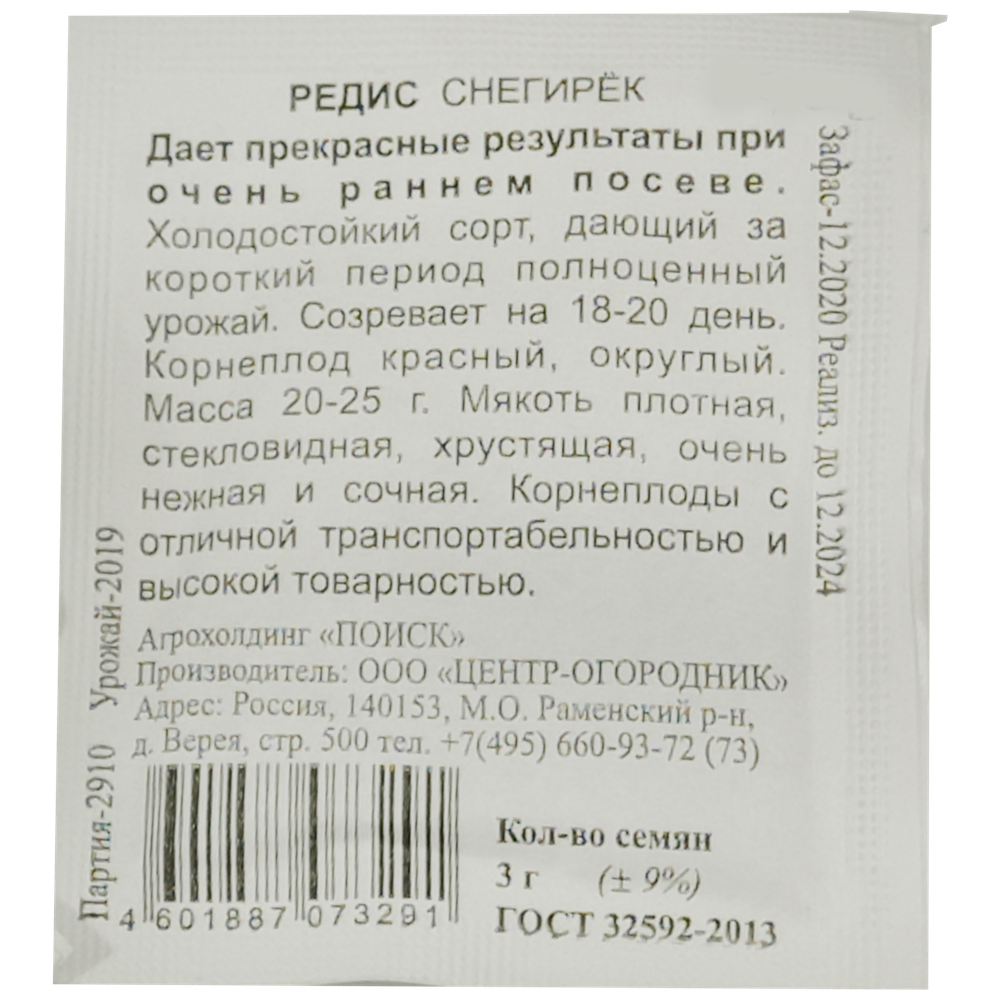 РЕДИС СНЕГИРЁК
Дает прекрасные результаты при
очень раннем посеве.
Холодостойкий сорт, дающий за
короткий период полноценный
урожай. Созревает на 18-20 день.
Корнеплод красный, округлый.
Масса 20-25 г. Мякоть плотная,
стекловидная, хрустящая, очень
нежная и сочная. Корнеплоды с
отличной транспортабельностью и
высокой товарностью.
Агрохолдинг «ПОИСК»
Производитель: ООО «ЦЕНТР-ОГОРОДНИК»
Адрес: Россия, 140153, М.О. Раменский р-н,
д. Верея, стр. 500 тел. +7(495) 660-93-72 (73)
Кол-во семян
3 г (± 9%)
ГОСТ 32592-2013
4 601887 073291
Партия-2910 Урожай-2019
Зафас-12.2020 Реализ. до 12.2024